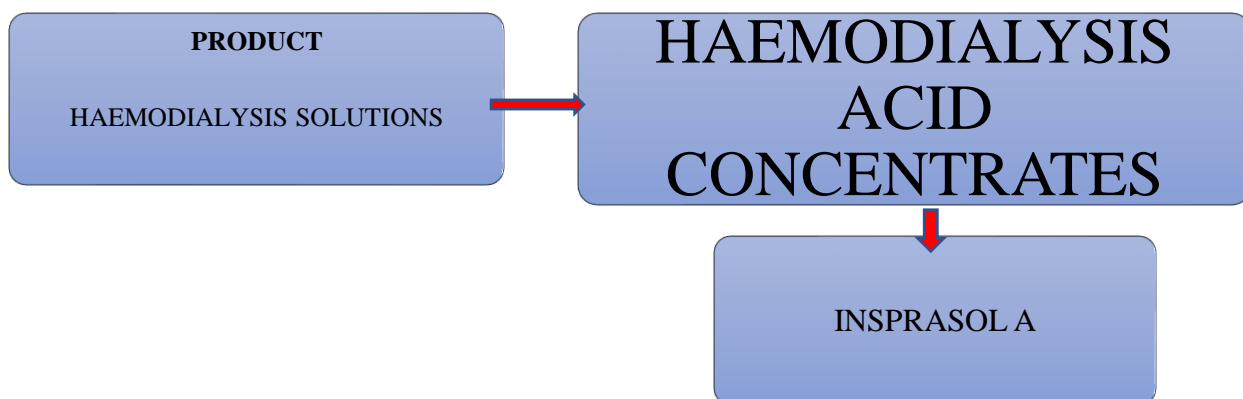 PRODUCT
HAEMODIALYSIS SOLUTIONS
HAEMODIALYSIS
ACID
CONCENTRATES
INSPRASOL A